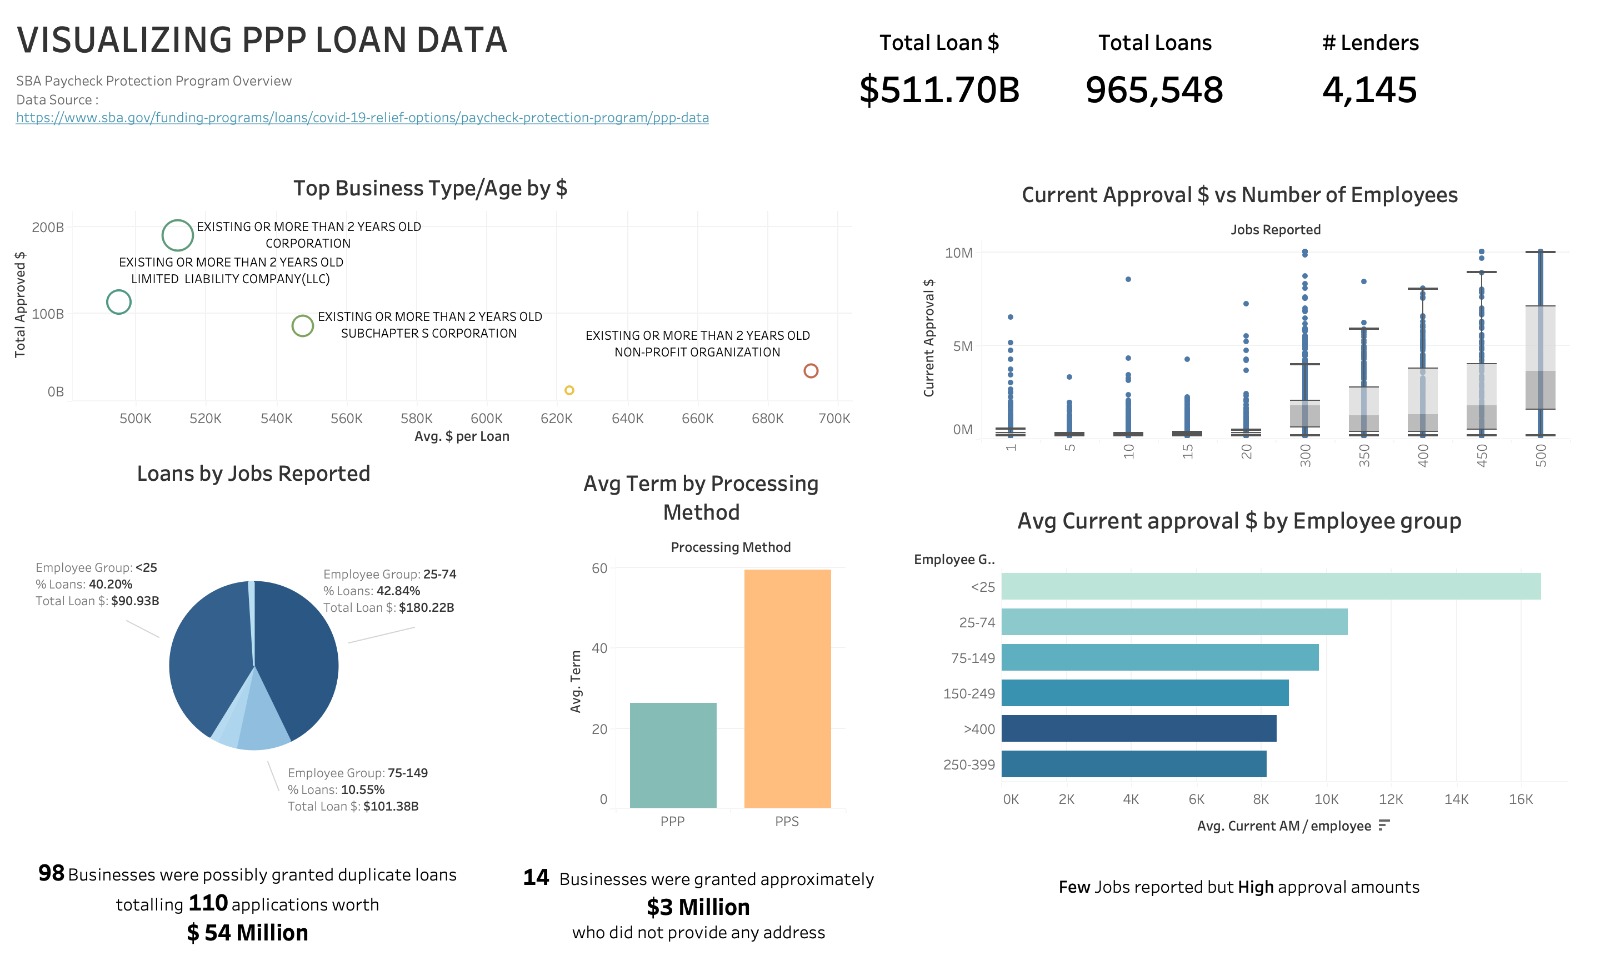 VISUALIZING PPP LOAN DATA
SBA Paycheck Protection Program Overview
Data Source :
https://www.sba.gov/funding-programs/loans/covid-19-relief-options/paycheck-protection-program/ppp-data
Total Loan $
$511.70B
Total Loans
965,548
# Lenders
4,145
Top Business Type/Age by $
Total Approved $
200B
100B
0B
EXISTING OR MORE THAN 2 YEARS OLD
CORPORATION
EXISTING OR MORE THAN 2 YEARS OLD
LIMITED LIABILITY COMPANY(LLC)
EXISTING OR MORE THAN 2 YEARS OLD
SUBCHAPTER S CORPORATION
EXISTING OR MORE THAN 2 YEARS OLD
NON-PROFIT ORGANIZATION
500K 520K 540K 560K 580K 600K 620K 640K 660K 680K 700K
Avg. $ per Loan
Current Approval $ vs Number of Employees
Jobs Reported
Current Approval $
10M
5M
0M
1 5 10 15 20 300 350 400 450 500
Loans by Jobs Reported
Employee Group: <25
% Loans: 40.20%
Total Loan $: $90.93B
Employee Group: 25-74
% Loans: 42.84%
Total Loan $: $180.22B
Employee Group: 75-149
% Loans: 10.55%
Total Loan $: $101.38B
Avg Term by Processing
Method
Processing Method
Avg. Term
60
40
20
0
PPP PPS
Avg Current approval $ by Employee group
Employee G..
<25
25-74
75-149
150-249
>400
250-399
0K 2K 4K 6K 8K 10K 12K 14K 16K
Avg. Current AM / employee
98 Businesses were possibly granted duplicate loans
totalling 110 applications worth
$ 54 Million
14 Businesses were granted approximately
$3 Million
who did not provide any address
Few Jobs reported but High approval amounts